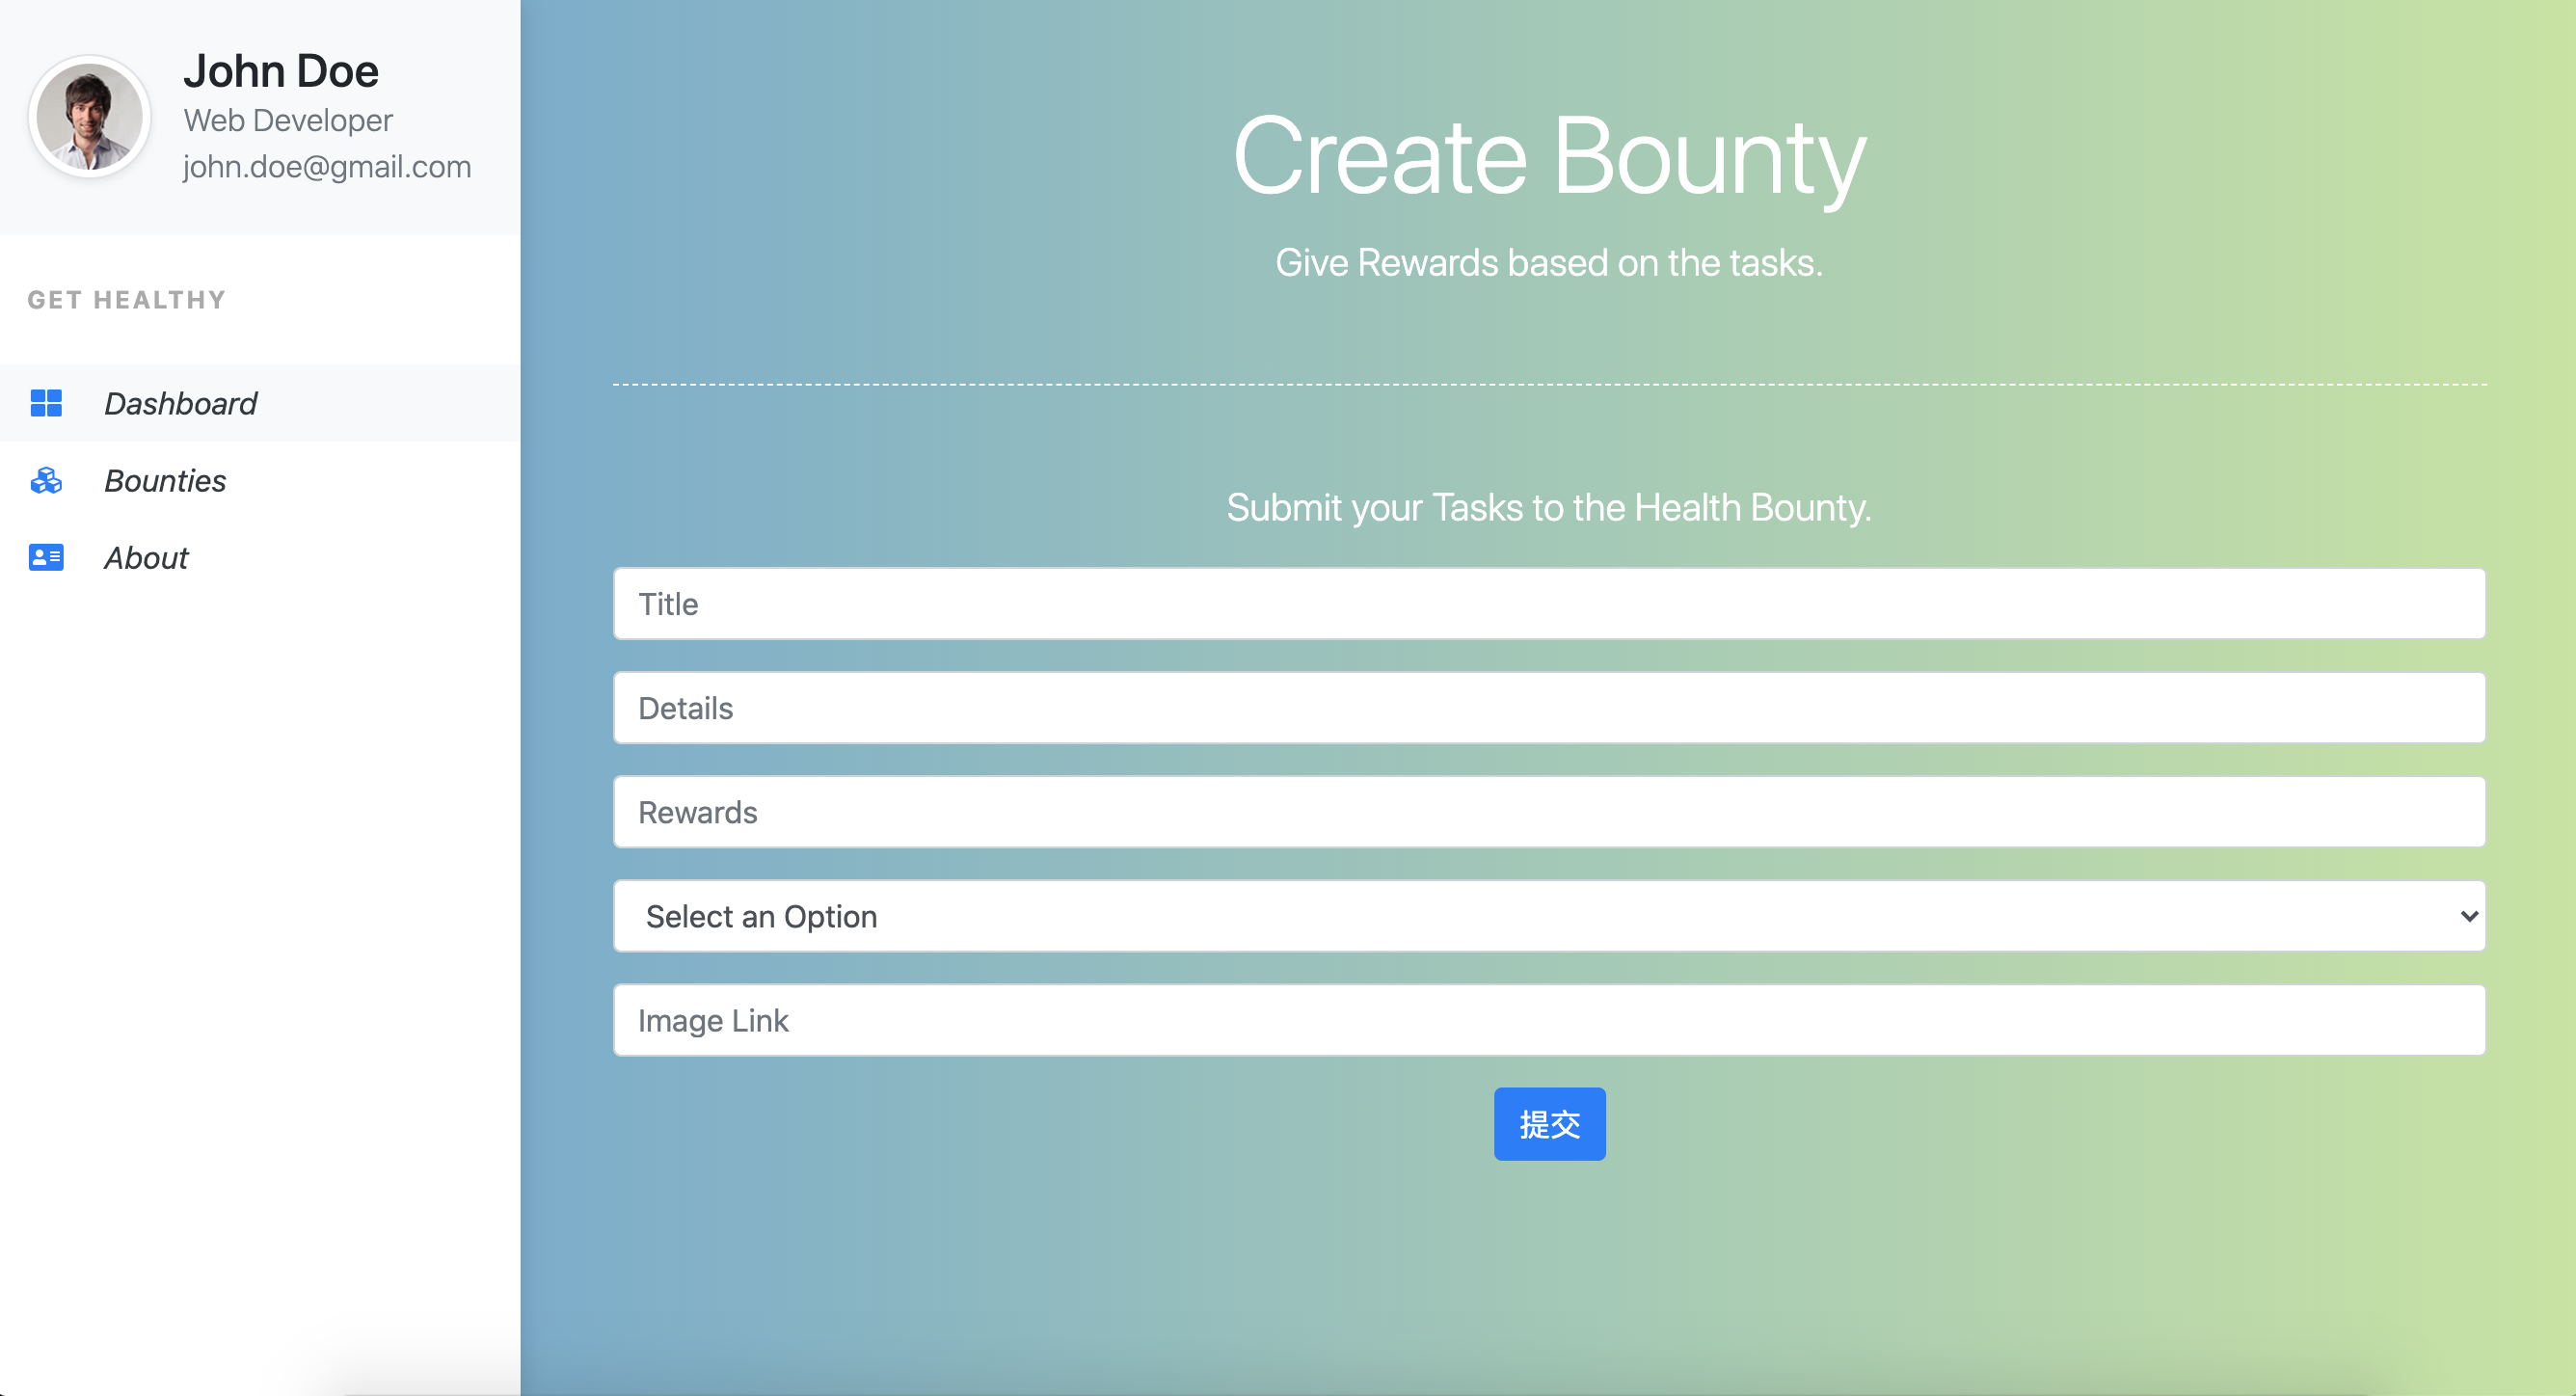 John Doe
Web Developer
john.doe@gmail.com
GET HEALTHY
Dashboard
Bounties
About
Create Bounty
Give Rewards based on the tasks.
Submit your Tasks to the Health Bounty.
Title
Details
Rewards
Select an Option
Image Link
提交